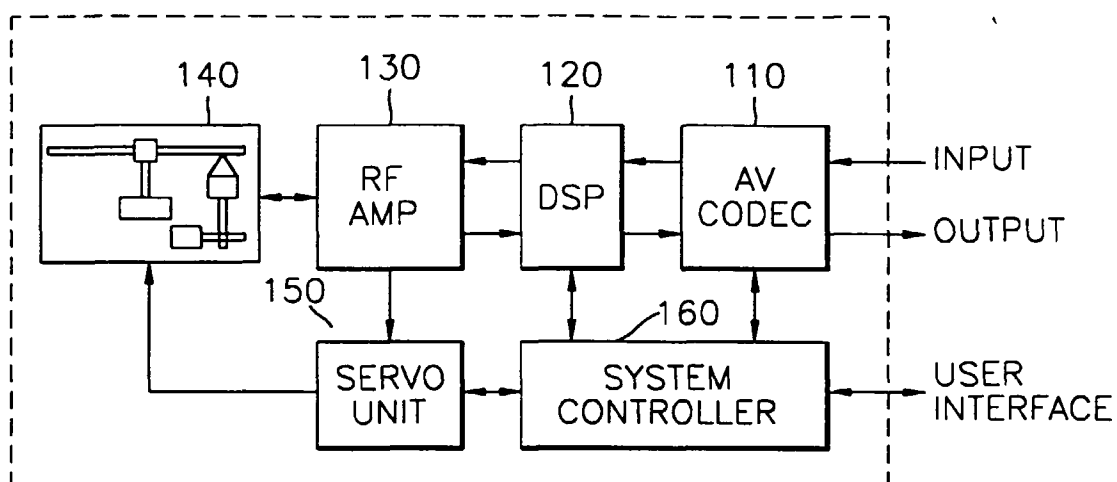 140
130
120
110
RF
AMP
DSP
AV
CODEC
INPUT
OUTPUT
150
160
SERVO
UNIT
SYSTEM
CONTROLLER
USER
INTERFACE